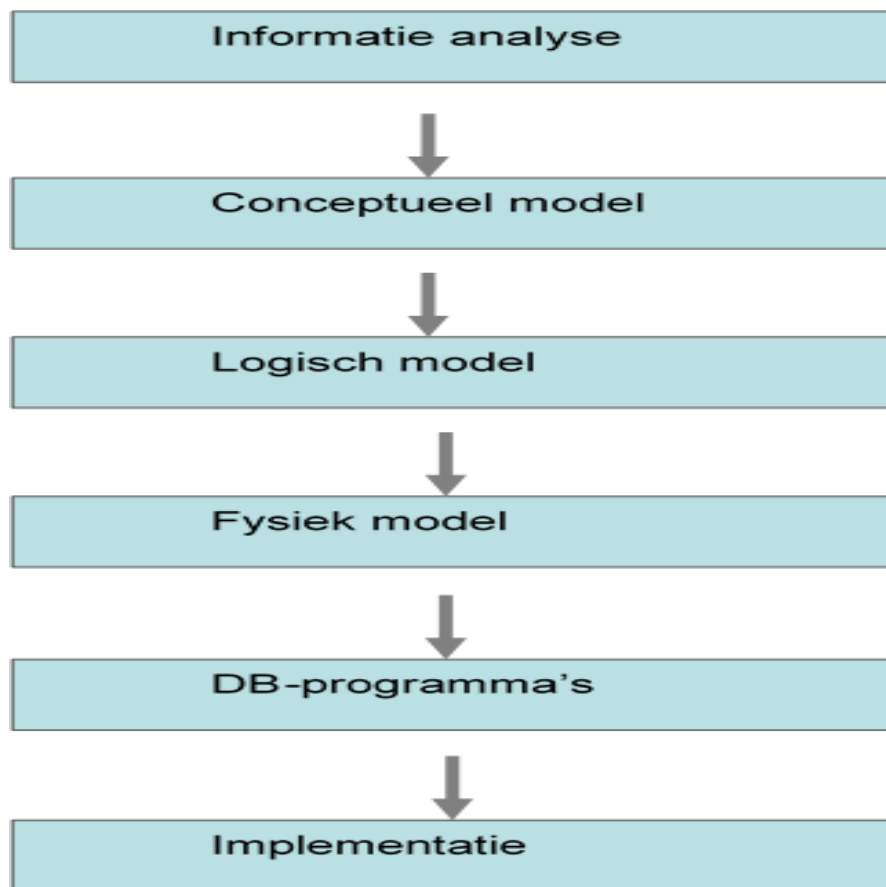 Informatie analyse
Conceptueel model
Logisch model
Fysiek model
DB-programma's
Implementatie